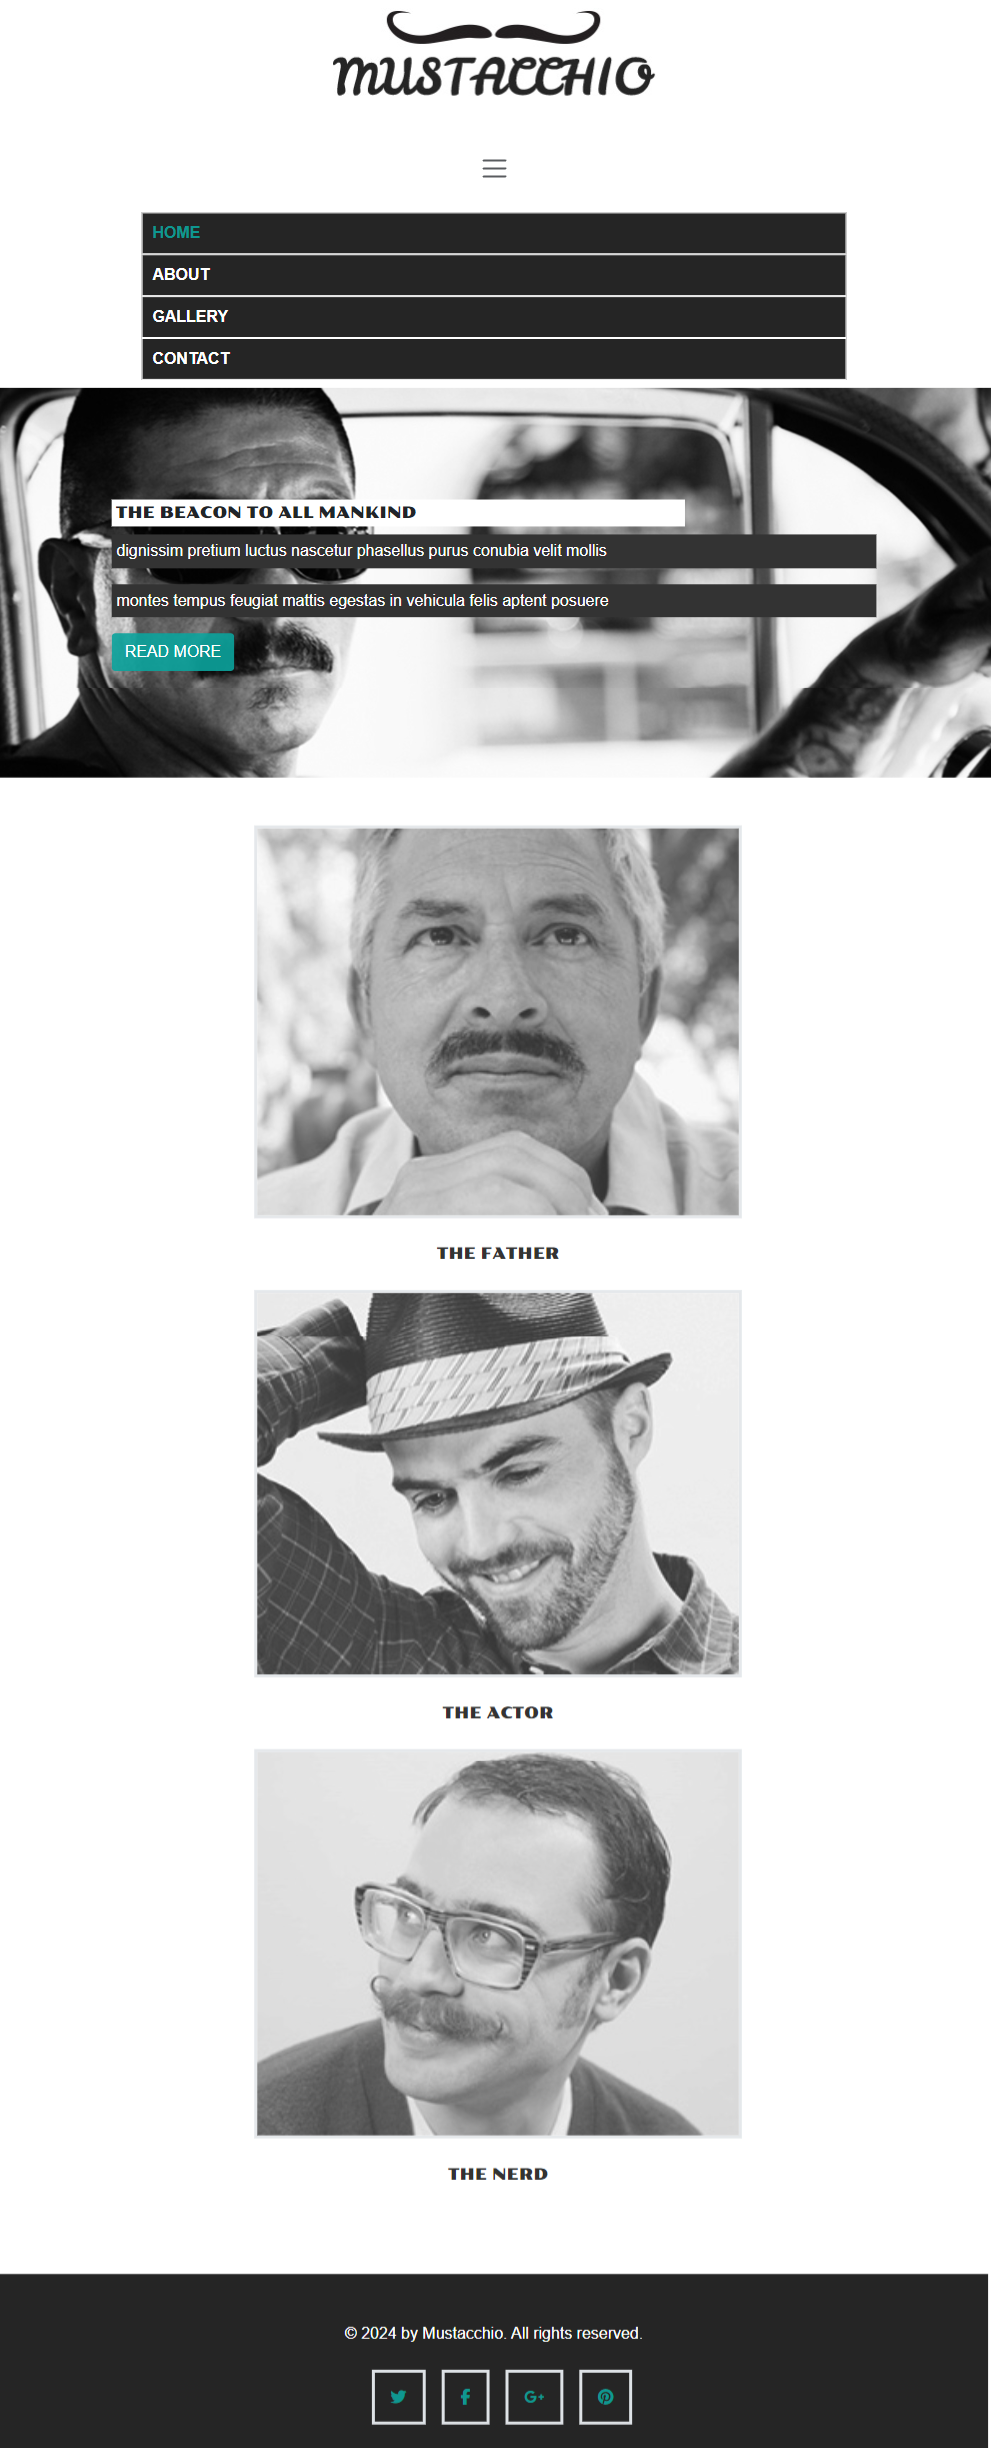 MUSTACCHIO
HOME
ABOUT
GALLERY
CONTACT
THE BEACON TO ALL MANKIND
dignissim pretium luctus nascetur phasellus purus conubia velit mollis
montes tempus feugiat mattis egestas in vehicula felis aptent posuere
READ MORE
THE FATHER
THE ACTOR
THE NERD
© 2024 by Mustacchio. All rights reserved.